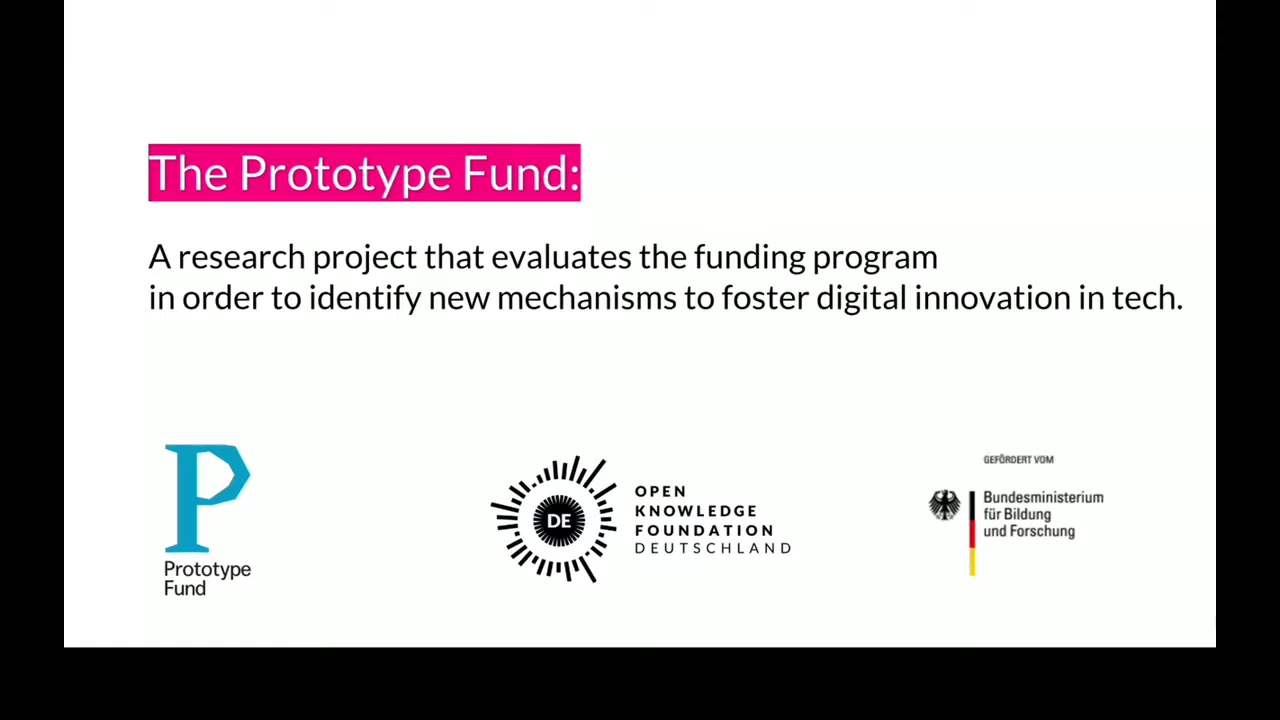 The Prototype Fund:
A research project that evaluates the funding program
in order to identify new mechanisms to foster digital innovation in tech.
Prototype
Fund
DE
OPEN
KNOWLEDGE
FOUNDATION
DEUTSCHLAND
GEFÖRDERT VOM
Bundesministerium
für Bildung
und Forschung